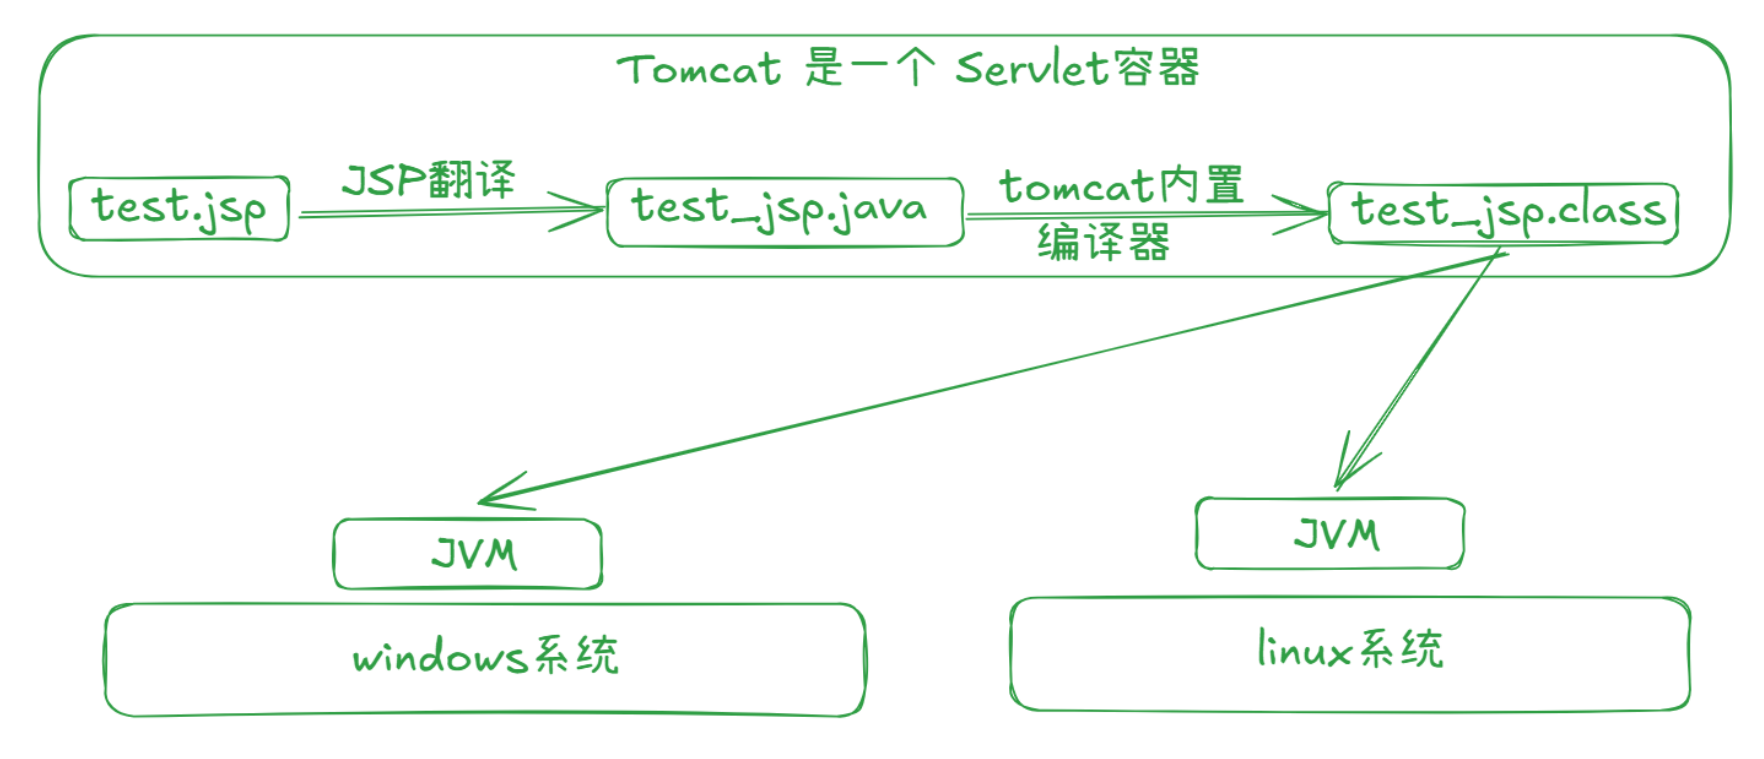 Tomcat 是一个 Servlet容器
test.jsp
JSP翻译
test_jsp.java
tomcat内置
编译器
test_jsp.class
JVM
JVM
windows系统
linux系统